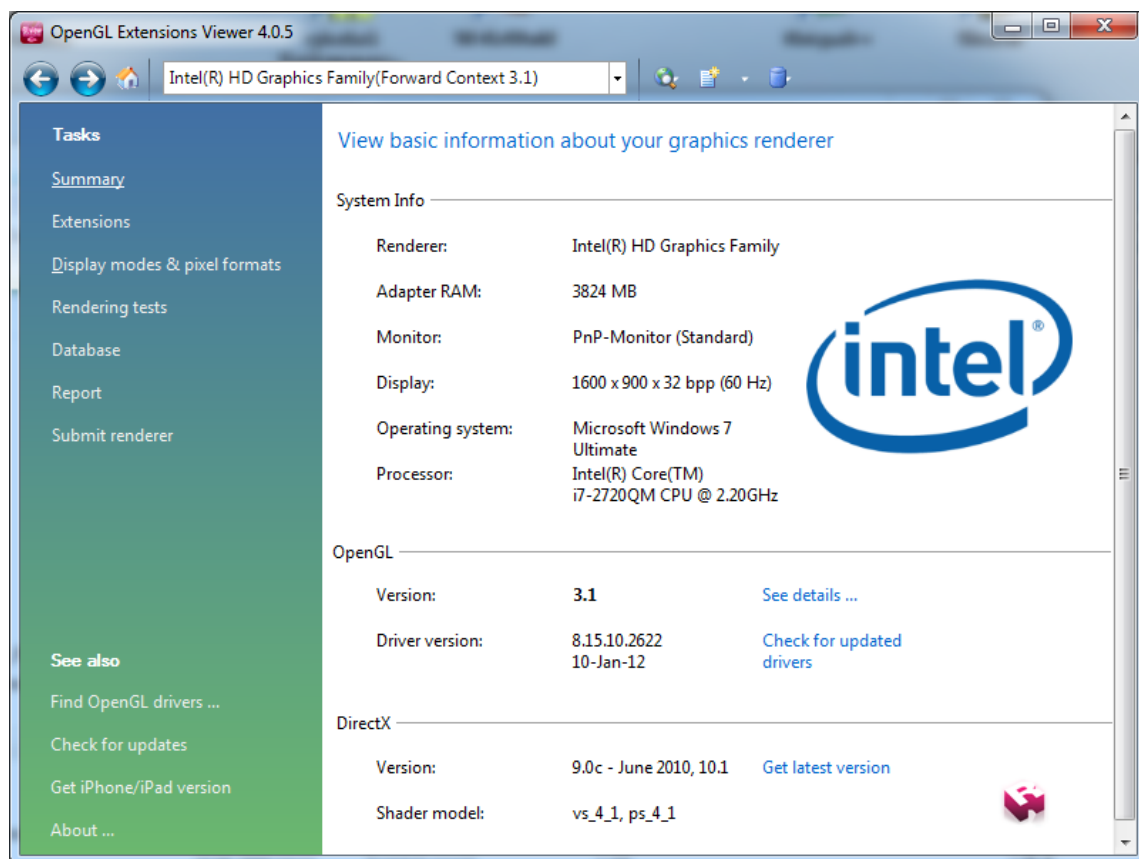 OpenGL Extensions Viewer 4.0.5
Intel(R) HD Graphics Family(Forward Context 3.1)
Tasks
Summary
Extensions
Display modes & pixel formats
Rendering tests
Database
Report
Submit renderer
See also
Find OpenGL drivers ...
Check for updates
Get iPhone/iPad version
About ...
View basic information about your graphics renderer
System Info
Renderer: Intel(R) HD Graphics Family
Adapter RAM: 3824 MB
Monitor: PnP-Monitor (Standard)
Display: 1600 x 900 x 32 bpp (60 Hz)
Operating system: Microsoft Windows 7
Ultimate
Processor: Intel(R) Core(TM)
i7-2720QM CPU @ 2.20GHz
intel®
OpenGL
Version: 3.1 See details ...
Driver version: 8.15.10.2622 Check for updated
10-Jan-12 drivers
DirectX
Version: 9.0c - June 2010, 10.1 Get latest version
Shader model: vs_4_1, ps_4_1